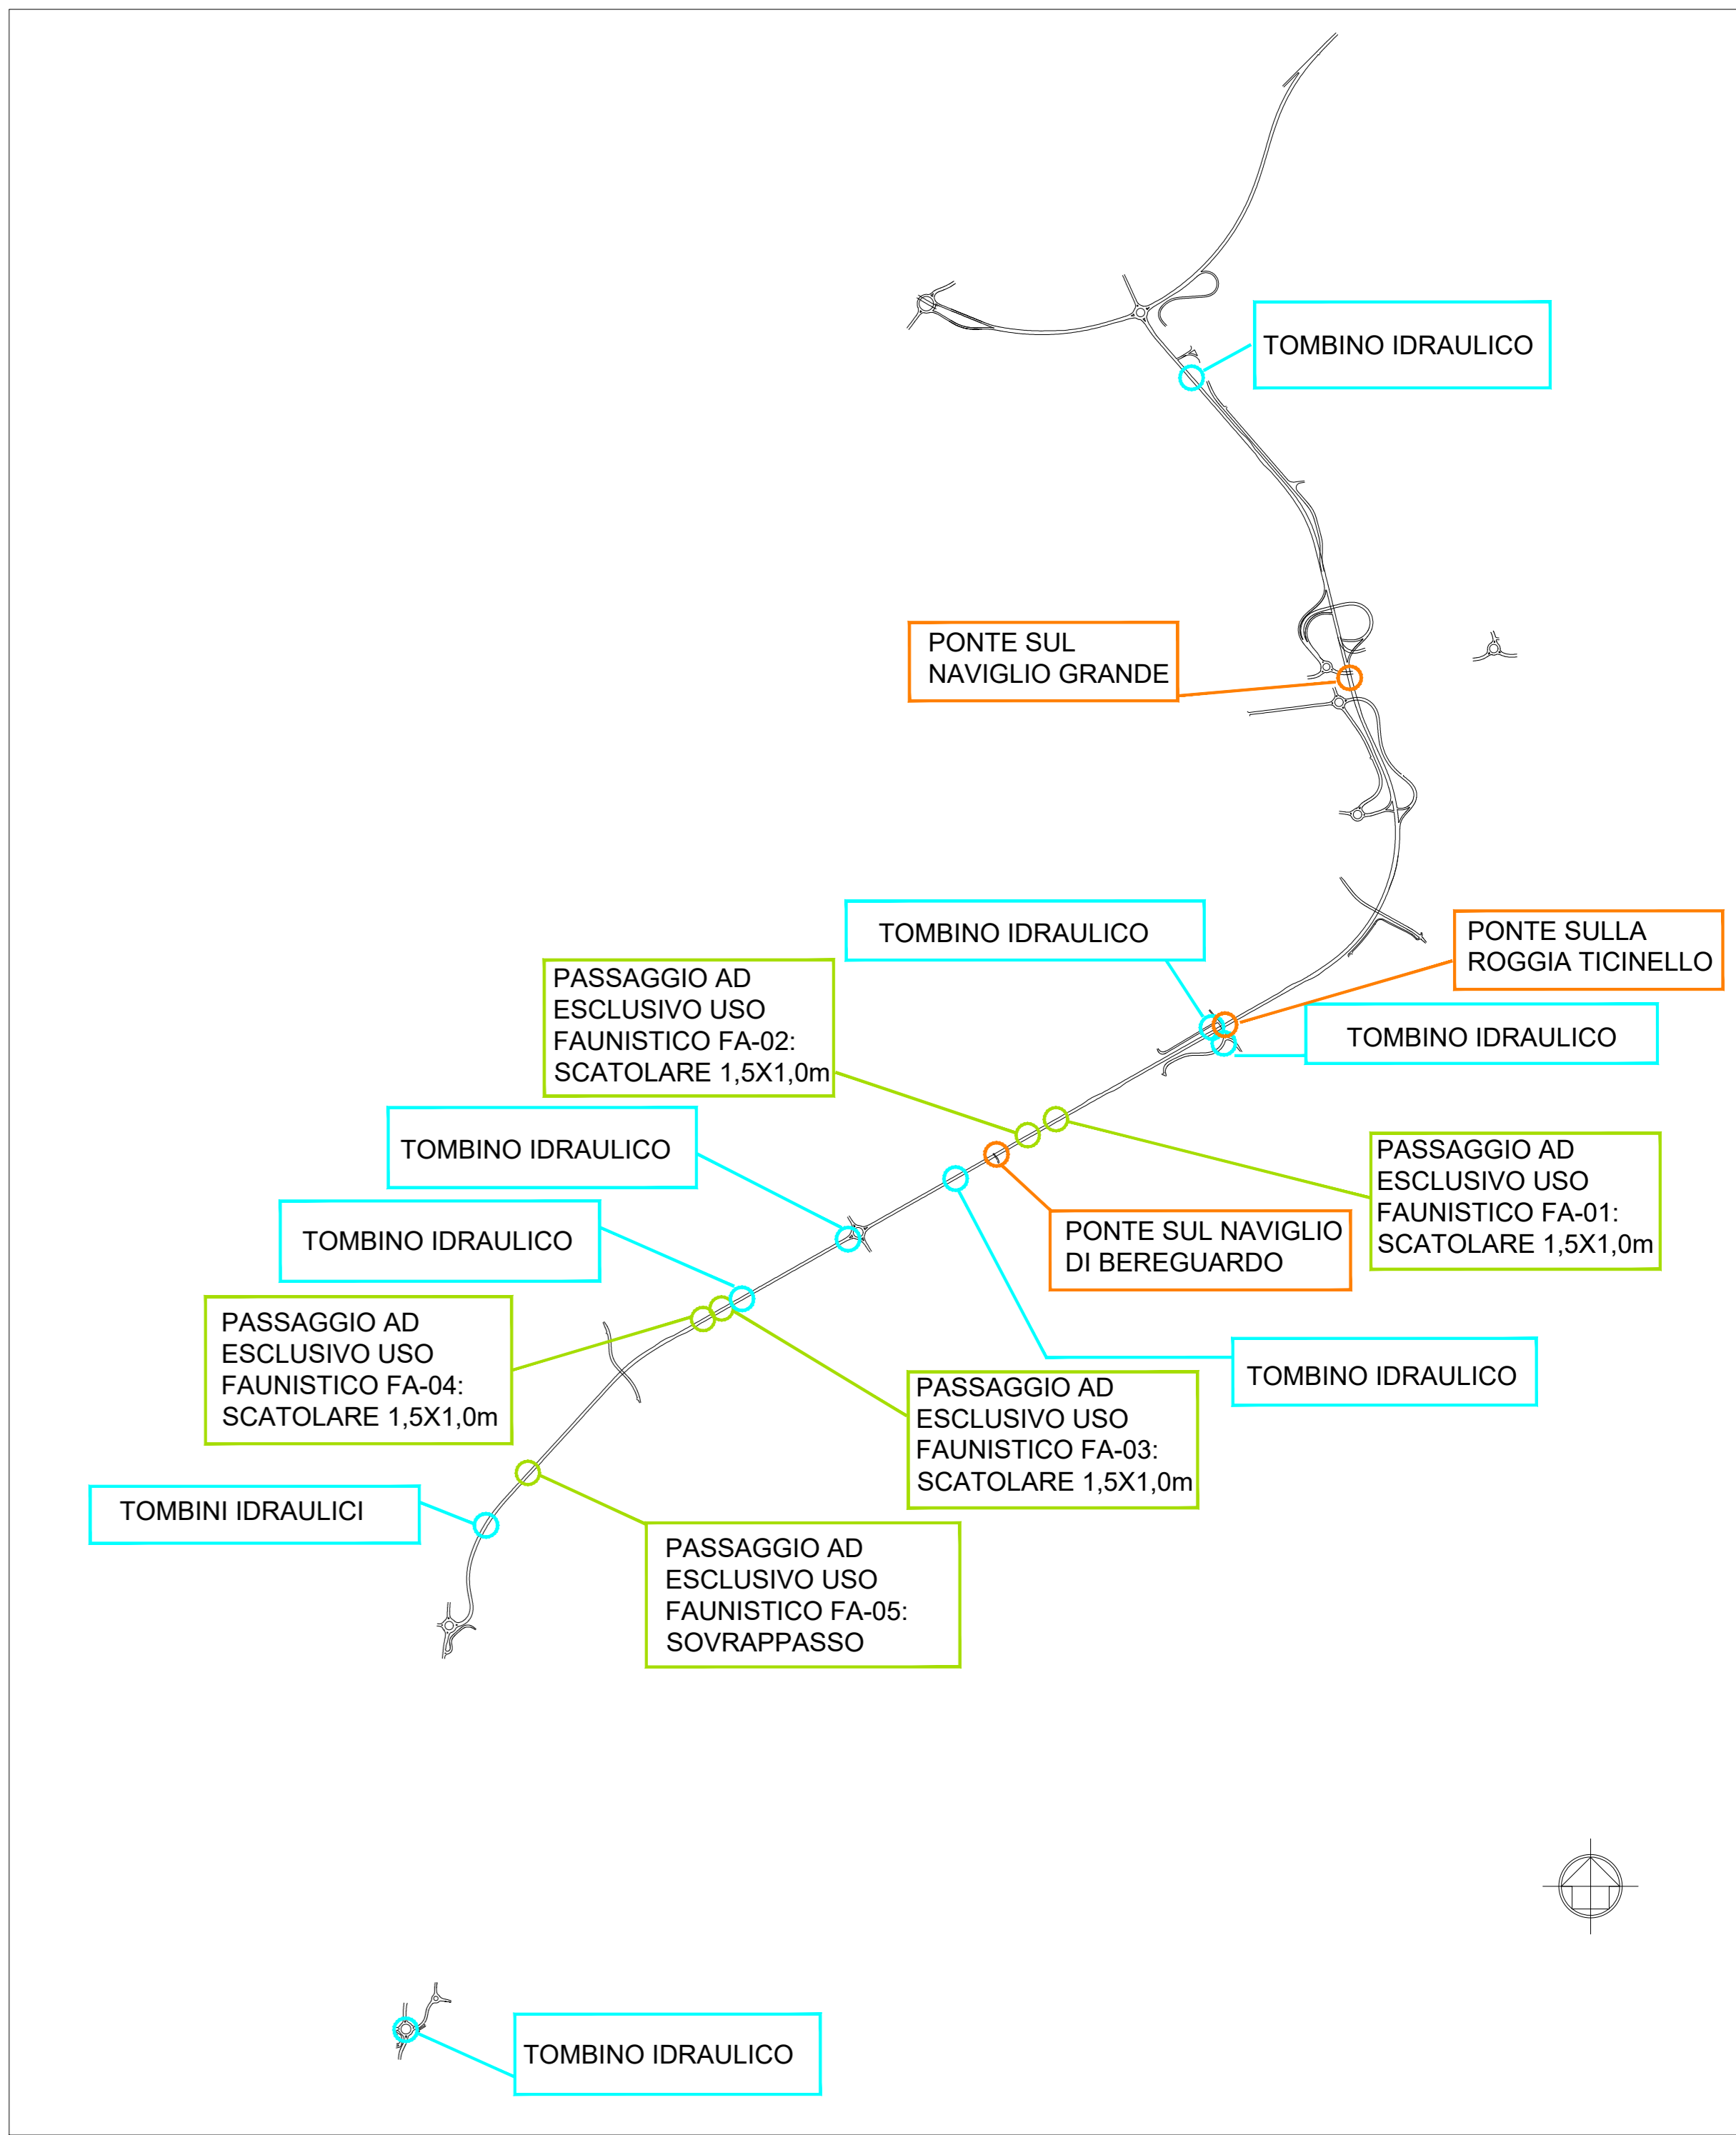 TOMBINO IDRAULICO
PONTE SUL
NAVIGLIO GRANDE
TOMBINO IDRAULICO
PONTE SULLA
ROGGIA TICINELLO
PASSAGGIO AD
ESCLUSIVO USO
FAUNISTICO FA-02:
SCATOLARE 1,5X1,0m
TOMBINO IDRAULICO
TOMBINO IDRAULICO
PASSAGGIO AD
ESCLUSIVO USO
FAUNISTICO FA-01:
SCATOLARE 1,5X1,0m
TOMBINO IDRAULICO
PONTE SUL NAVIGLIO
DI BEREGUARDO
PASSAGGIO AD
ESCLUSIVO USO
FAUNISTICO FA-04:
SCATOLARE 1,5X1,0m
TOMBINO IDRAULICO
PASSAGGIO AD
ESCLUSIVO USO
FAUNISTICO FA-03:
SCATOLARE 1,5X1,0m
TOMBINI IDRAULICI
PASSAGGIO AD
ESCLUSIVO USO
FAUNISTICO FA-05:
SOVRAPPASSO
TOMBINO IDRAULICO